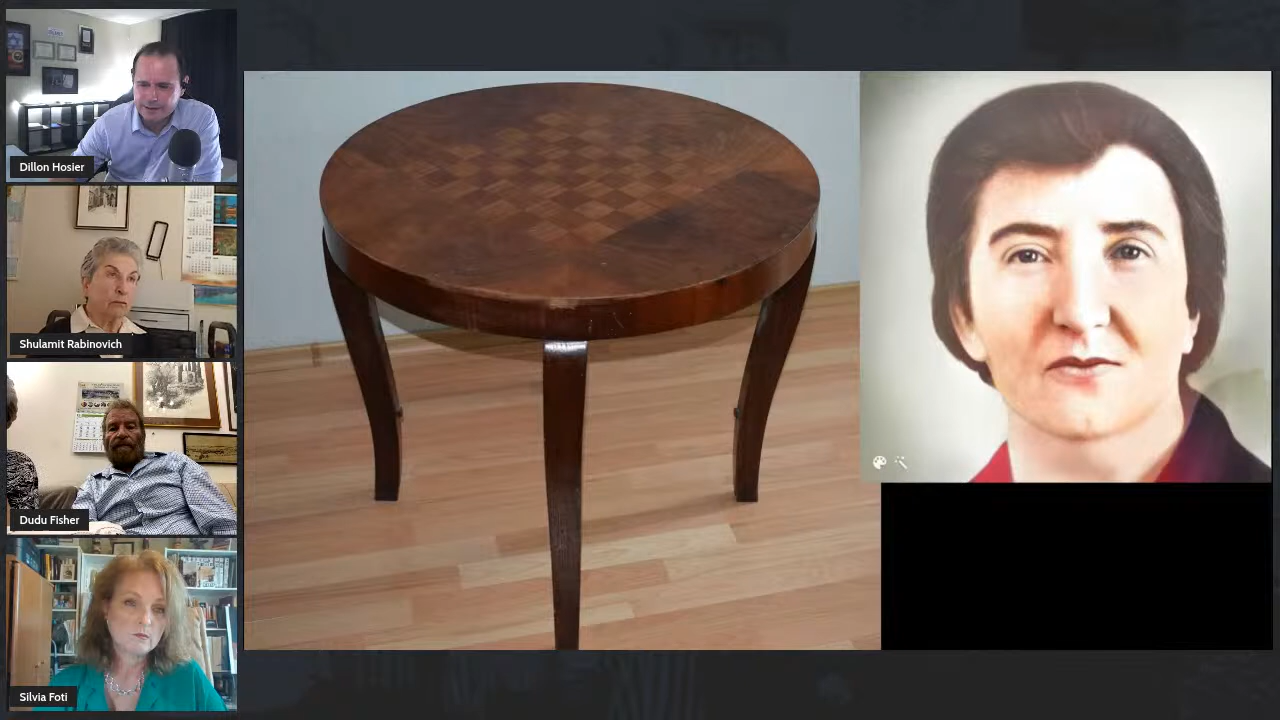 Dillon Hosier
Shulamit Rabinovich
Dudu Fisher
Silvia Foti